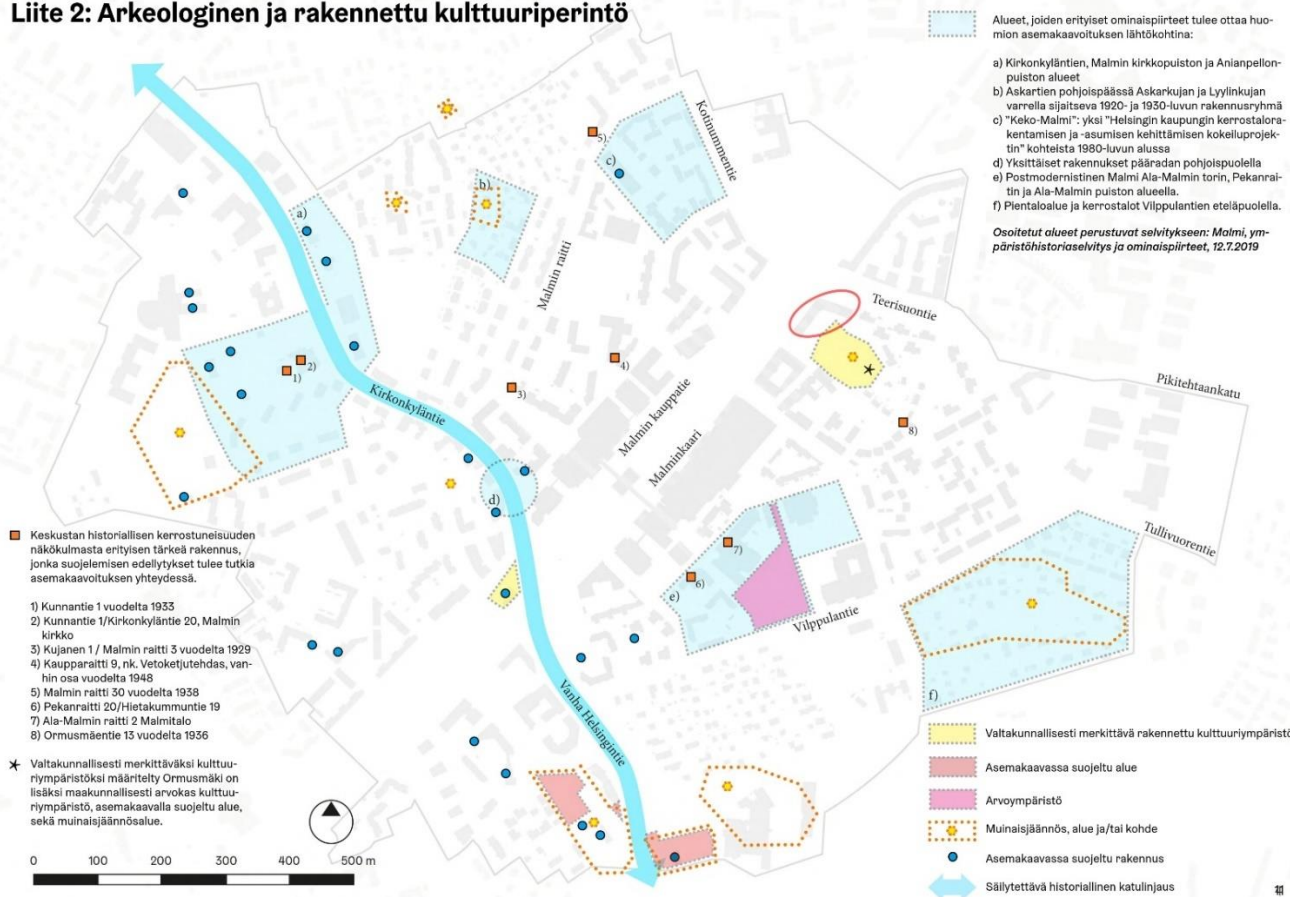 Liite 2: Arkeologinen ja rakennettu kulttuuriperintö
Alueet, joiden erityiset ominaispiirteet tulee ottaa huo-
mion asemakaavoituksen lähtökohtina:
a) Kirkonkyläntien, Malmin kirkkopuiston ja Anianpellon-
puiston alueet
b) Askartien pohjoispäässä Askarkujan ja Lyylinkujan
varrella sijaitseva 1920- ja 1930-luvun rakennusryhmä
c) "Keko-Malmi": yksi "Helsingin kaupungin kerrostalora-
kentamisen ja -asumisen kehittämisen kokeiluprojek-
tin" kohteista 1980-luvun alussa
d) Yksittäiset rakennukset pääradan pohjoispuolella
e) Postmodernistinen Malmi Ala-Malmin torin, Pekanrai-
tin ja Ala-Malmin puiston alueella.
f) Pientaloalue ja kerrostalot Vilppulantien eteläpuolella.
Osoitetut alueet perustuvat selvitykseen: Malmi, ym-
päristöhistoriaselvitys ja ominaispiirteet, 12.7.2019
Kotinummentie
5)
c)
b)
a)
Malmin raitti
Teerisuontie
2)
1)
4)
3)
Kirkonkyläntie
Malmin kauppatie
Malminkaari
Pikitehtaankatu
8)
d)
7)
6)
e)
Vilppulantie
Tullivuorentie
f)
Vanha Helsingintie
Keskustan historiallisen kerrostuneisuuden
näkökulmasta erityisen tärkeä rakennus,
jonka suojelemisen edellytykset tulee tutkia
asemakaavoituksen yhteydessä.
1) Kunnantie 1 vuodelta 1933
2) Kunnantie 1/Kirkonkyläntie 20, Malmin
kirkko
3) Kujanen 1 / Malmin raitti 3 vuodelta 1929
4) Kaupparaitti 9, nk. Vetoketjutehdas, van-
hin osa vuodelta 1948
5) Malmin raitti 30 vuodelta 1938
6) Pekanraitti 20/Hietakummuntie 19
7) Ala-Malmin raitti 2 Malmitalo
8) Ormusmäentie 13 vuodelta 1936
Valtakunnallisesti merkittäväksi kulttuu-
riympäristöksi määritelty Ormusmäki on
lisäksi maakunnallisesti arvokas kulttuu-
riympäristö, asemakaavalla suojeltu alue,
sekä muinaisjäännösalue.
0 100 200 300 400 500 m
Valtakunnallisesti merkittävä rakennettu kulttuuriympäristö
Asemakaavassa suojeltu alue
Arvoympäristö
Muinaisjäännös, alue ja/tai kohde
Asemakaavassa suojeltu rakennus
Säilytettävä historiallinen katulinjaus